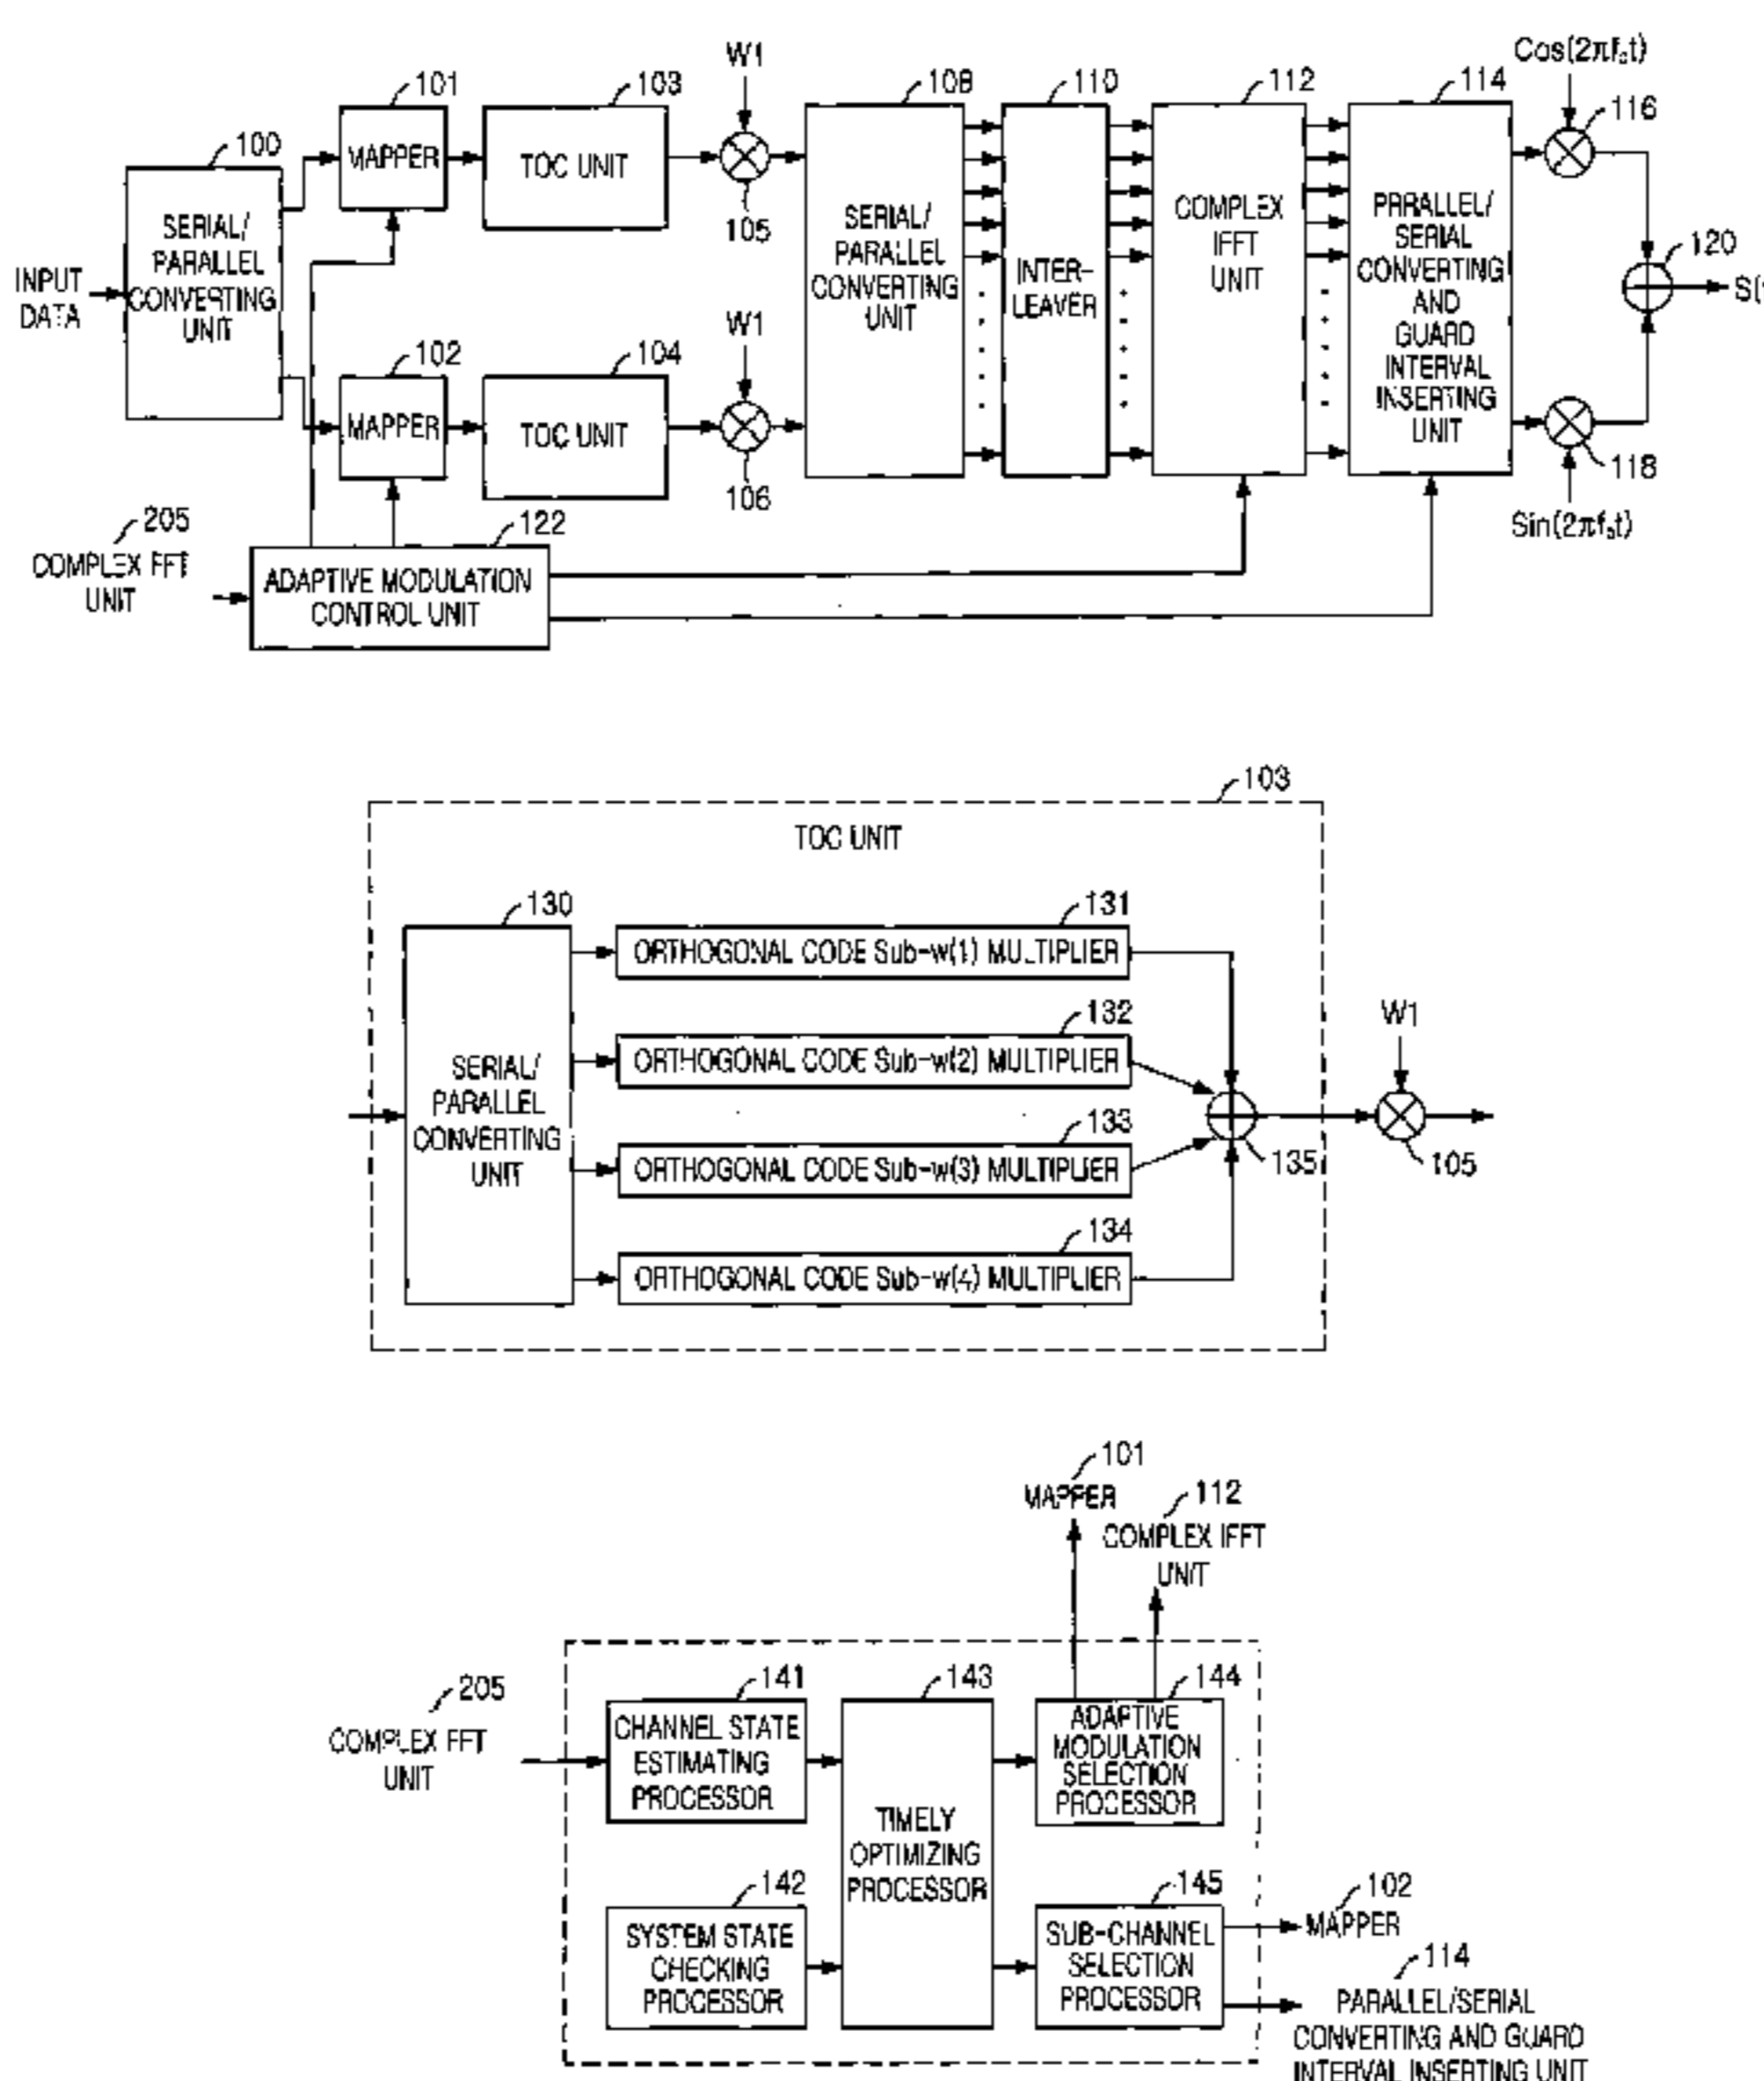 W1
Cos(2πfₛt)
101
103
108
110
112
114
116
100
MAPPER
TOC UNIT
105
SERIAL/
PARALLEL
CONVERTING
UNIT
INPUT
DATA
SERIAL/
PARALLEL
CONVERTING
UNIT
INTER-
LEAVER
COMPLEX
IFFT
UNIT
PARALLEL/
SERIAL
CONVERTING
AND
GUARD
INTERVAL
INSERTING
UNIT
120
W1
102
104
MAPPER
TOC UNIT
106
118
Sin(2πfₛt)
205
COMPLEX FFT
UNIT
122
ADAPTIVE MODULATION
CONTROL UNIT
103
TOC UNIT
130
SERIAL/
PARALLEL
CONVERTING
UNIT
131
ORTHOGONAL CODE Sub-w(1) MULTIPLIER
132
ORTHOGONAL CODE Sub-w(2) MULTIPLIER
133
ORTHOGONAL CODE Sub-w(3) MULTIPLIER
134
ORTHOGONAL CODE Sub-w(4) MULTIPLIER
135
W1
105
101
MAPPER
112
COMPLEX IFFT
UNIT
205
COMPLEX FFT
UNIT
141
CHANNEL STATE
ESTIMATING
PROCESSOR
143
TIMELY
OPTIMIZING
PROCESSOR
144
ADAPTIVE
MODULATION
SELECTION
PROCESSOR
142
SYSTEM STATE
CHECKING
PROCESSOR
145
SUB-CHANNEL
SELECTION
PROCESSOR
102
MAPPER
114
PARALLEL/SERIAL
CONVERTING AND GUARD
INTERVAL INSERTING UNIT